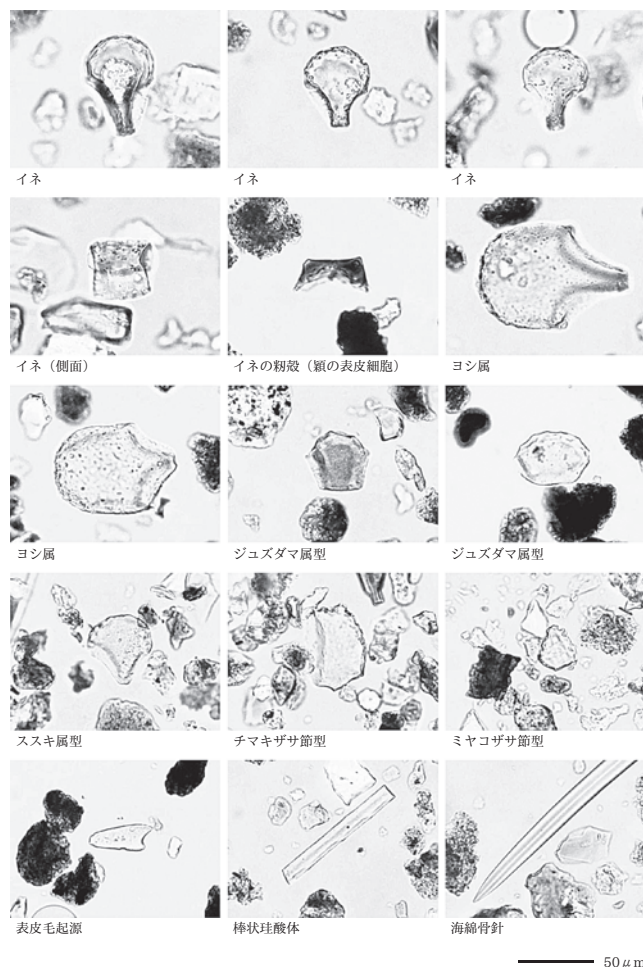 イネ
イネ
イネ
イネ（側面）
イネの籾殻（穎の表皮細胞）
ヨシ属
ヨシ属
ジュズダマ属型
ジュズダマ属型
ススキ属型
チマキザサ節型
ミヤコザサ節型
表皮毛起源
棒状珪酸体
海綿骨針
50μm